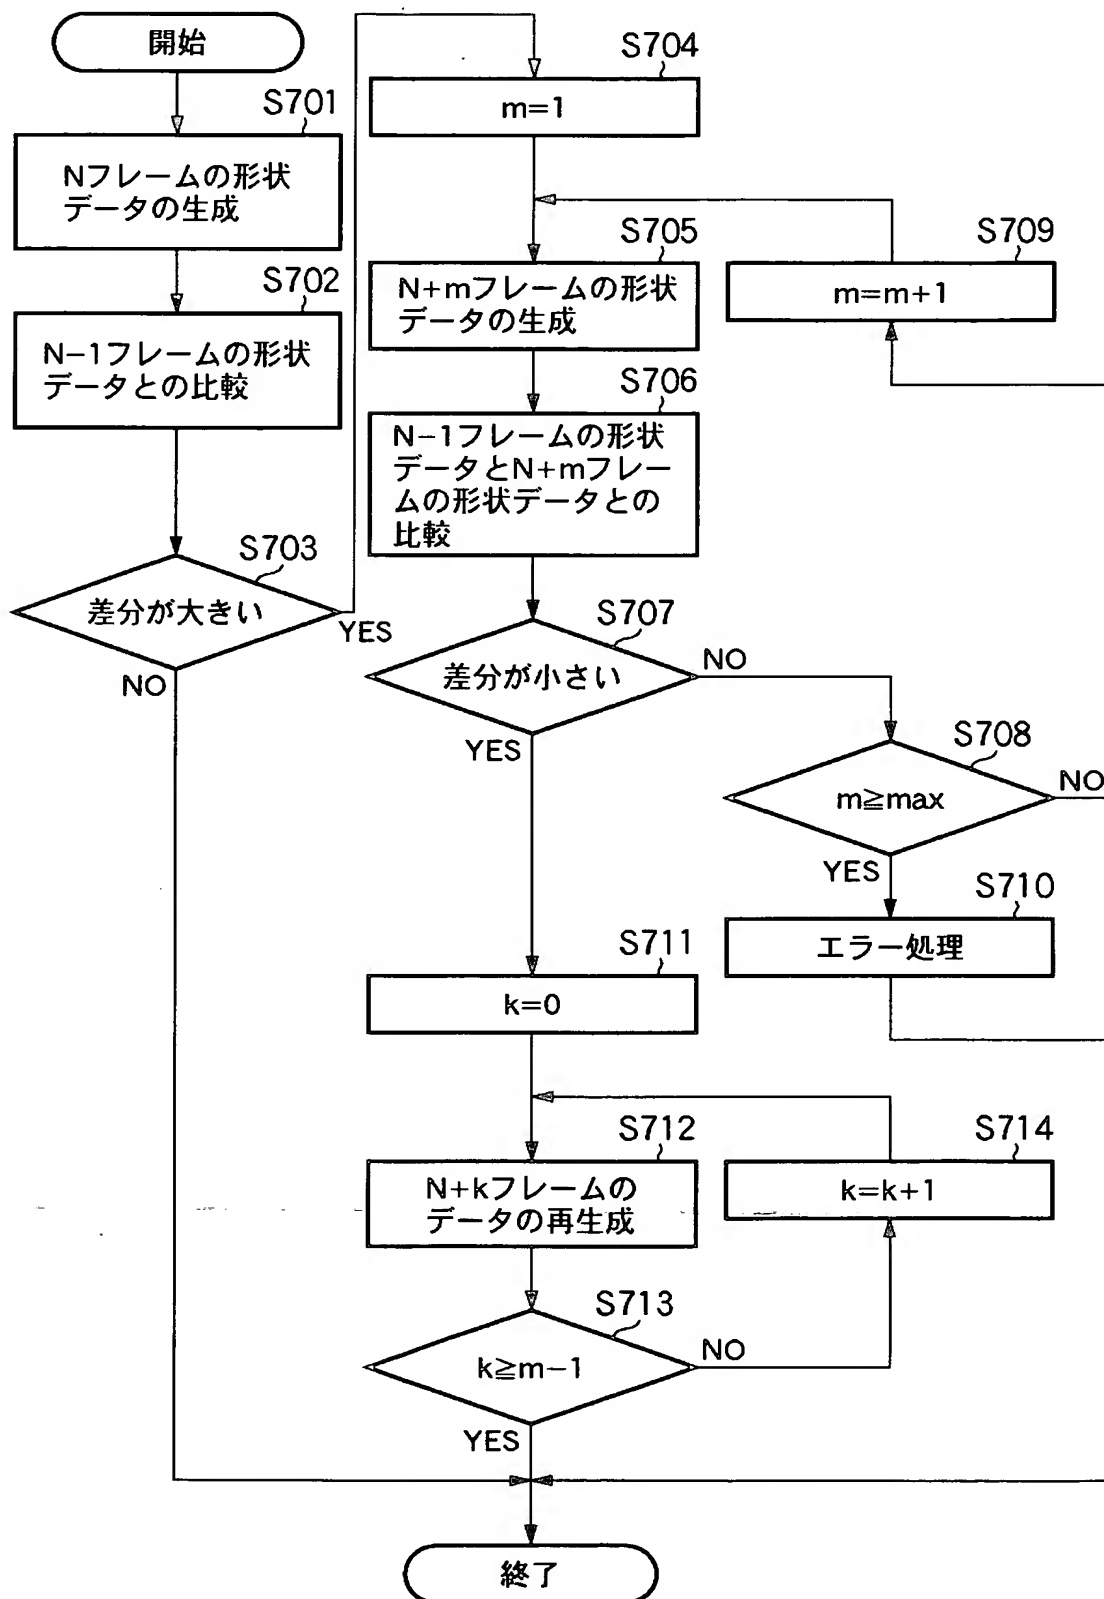 開始
S701
Nフレームの形状
データの生成
S702
N-1フレームの形状
データとの比較
S703
差分が大きい
YES
NO
S704
m=1
S705
N+mフレームの形状
データの生成
S709
m=m+1
S706
N-1フレームの形状
データとN+mフレー
ムの形状データとの
比較
S707
差分が小さい
NO
YES
S708
m≧max
NO
YES
S710
エラー処理
S711
k=0
S712
N+kフレームの
データの再生成
S714
k=k+1
S713
k≧m-1
NO
YES
終了